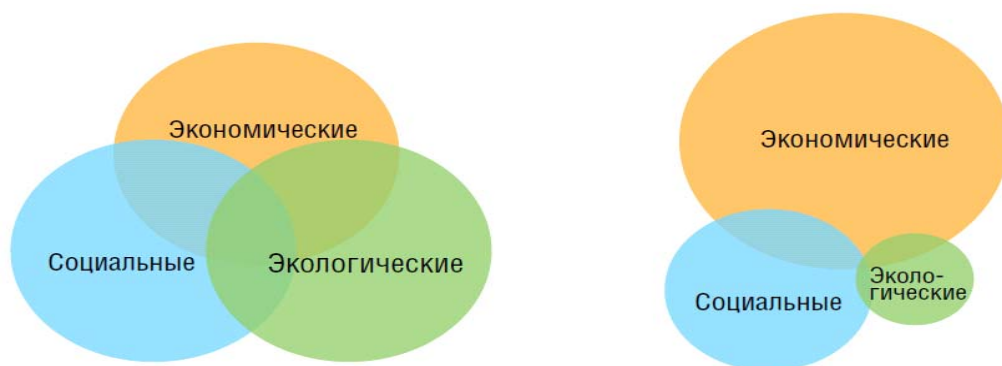 Экономические
Социальные
Экологические
Экономические
Социальные
Эколо-
гические